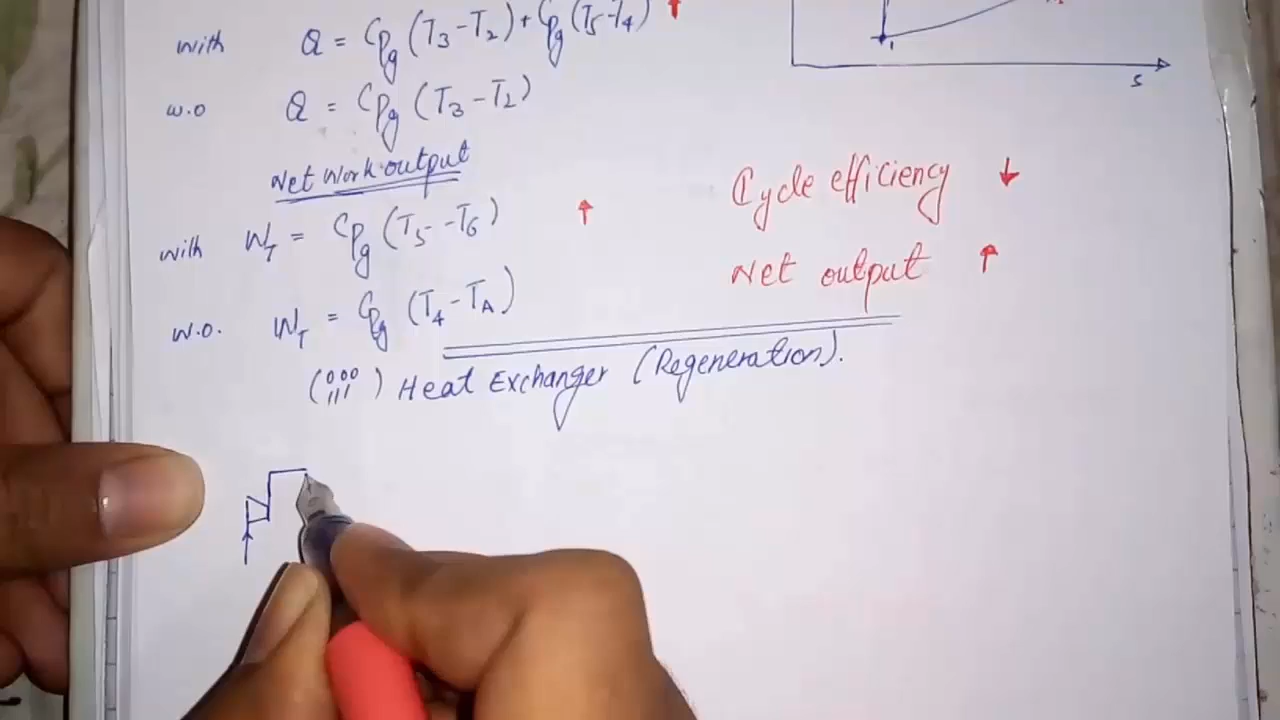 with Q = Cpg (T3 - T2) + Cpg (T5 - T4) ↑
w.o Q = Cpg (T3 - T2)
Net work output
with WT = Cpg (T5 - T6) ↑
w.o. WT = Cpg (T4 - TA)
1
s
Cycle efficiency ↓
Net output ↑
(iii) Heat Exchanger (Regeneration).